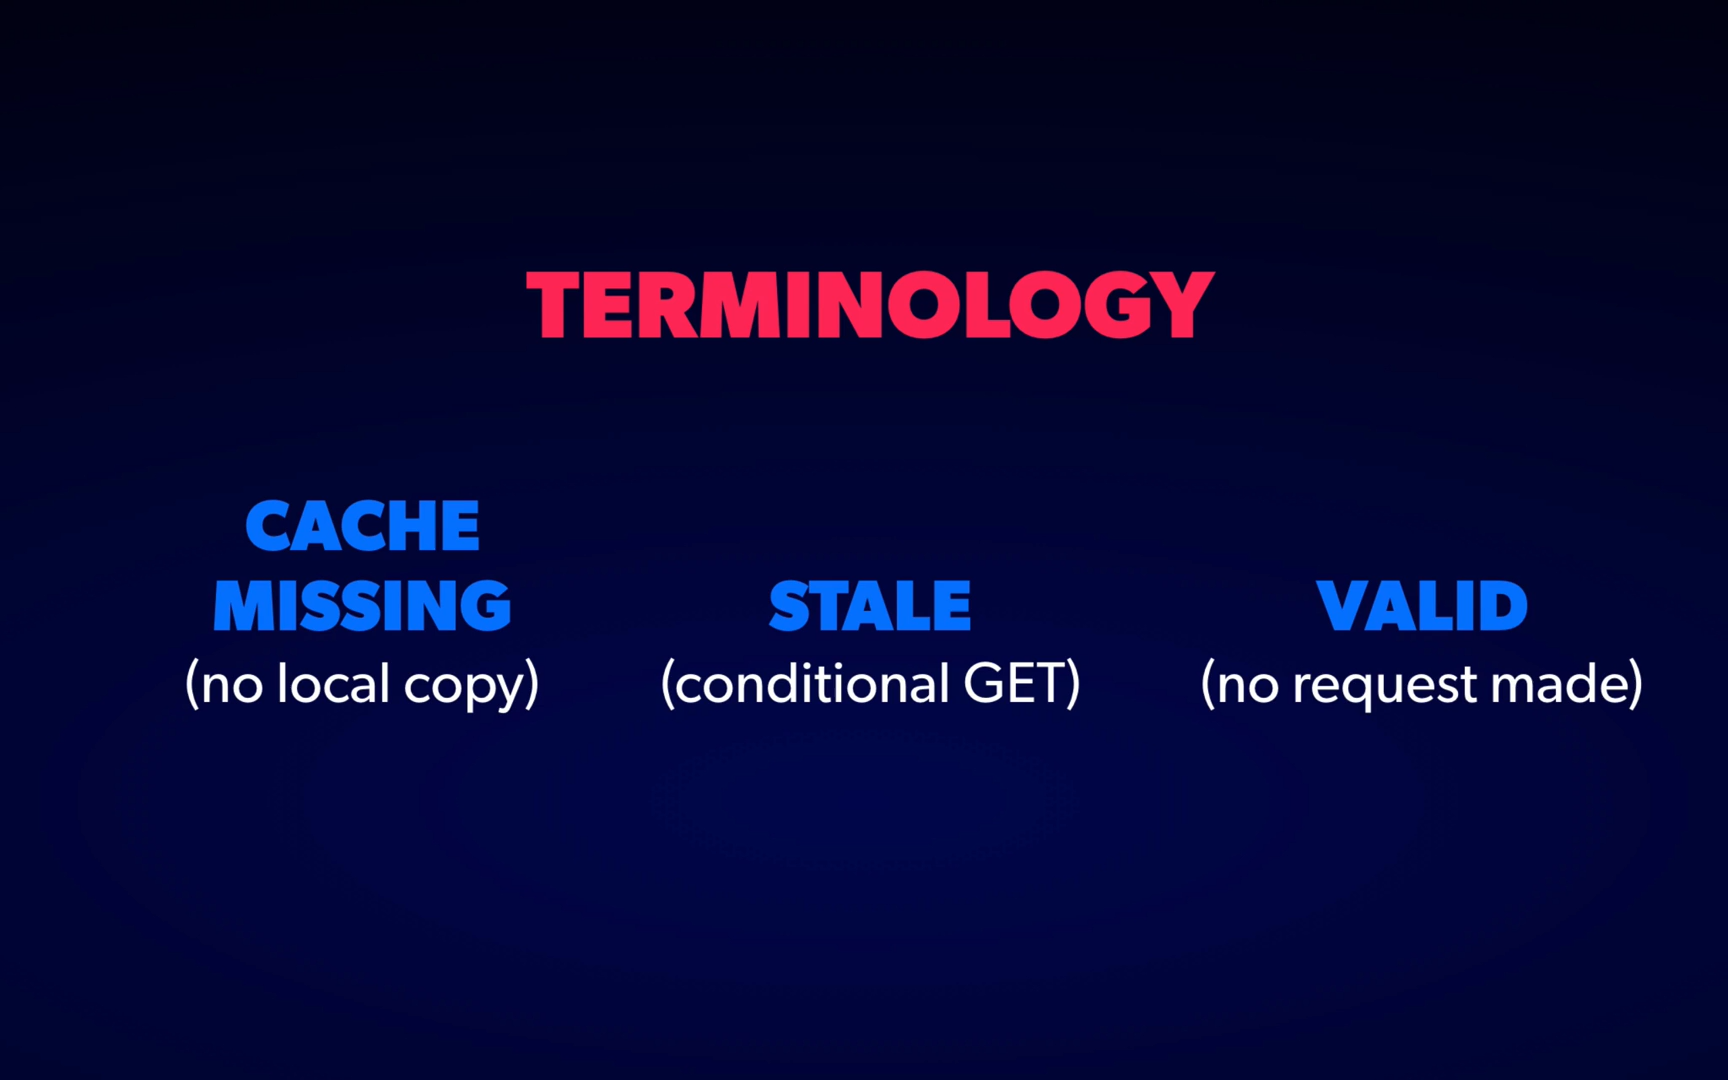 TERMINOLOGY
CACHE
MISSING
(no local copy)
STALE
(conditional GET)
VALID
(no request made)